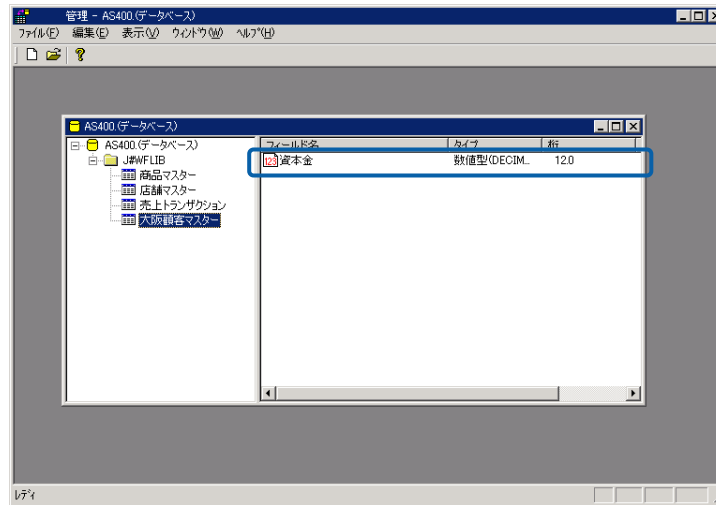 管理 - AS400.(データベース)
ファイル(F) 編集(E) 表示(V) ウィンドウ(W) ヘルプ(H)
AS400.(データベース)
AS400.(データベース)
J#WFLIB
商品マスター
店舗マスター
売上トランザクション
大阪顧客マスター
フィールド名 タイプ 桁
123 資本金 数値型(DECIM... 12.0
レディ